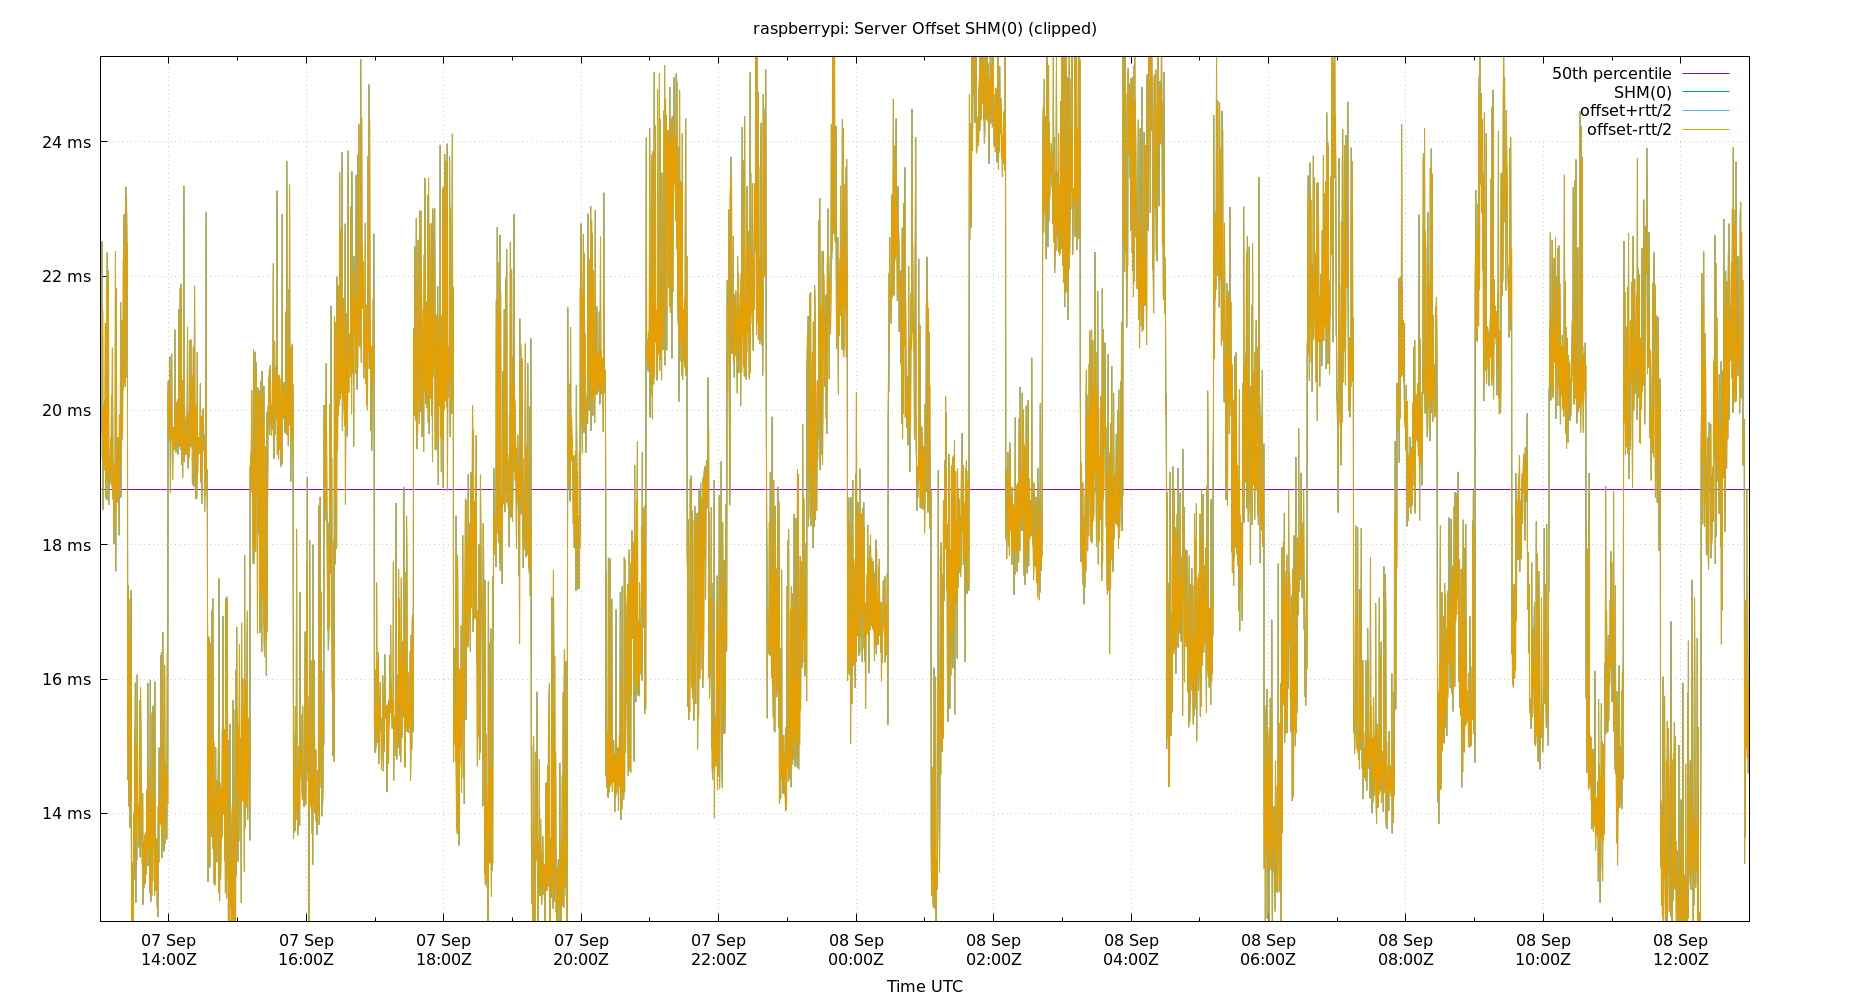 raspberrypi: Server Offset SHM(0) (clipped)
50th percentile
SHM(0)
offset+rtt/2
offset-rtt/2
24 ms
22 ms
20 ms
18 ms
16 ms
14 ms
07 Sep 07 Sep 07 Sep 07 Sep 07 Sep 08 Sep 08 Sep 08 Sep 08 Sep 08 Sep 08 Sep 08 Sep
14:00Z 16:00Z 18:00Z 20:00Z 22:00Z 00:00Z 02:00Z 04:00Z 06:00Z 08:00Z 10:00Z 12:00Z
Time UTC